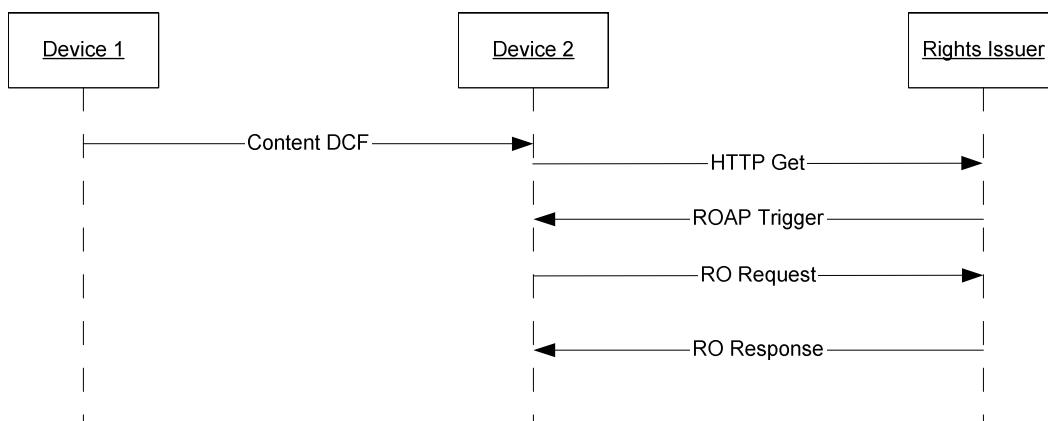 Device 1
Device 2
Rights Issuer
Content DCF
HTTP Get
ROAP Trigger
RO Request
RO Response